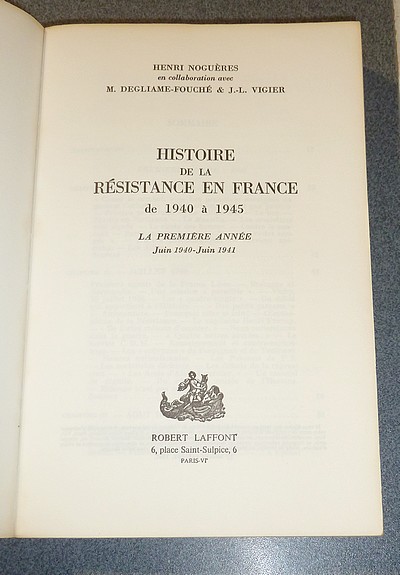 HENRI NOGUÈRES
en collaboration avec
M. DEGLIAME-FOUCHÉ & J.-L. VIGIER
HISTOIRE
DE LA
RÉSISTANCE EN FRANCE
de 1940 à 1945
LA PREMIÈRE ANNÉE
Juin 1940-Juin 1941
ROBERT LAFFONT
6, place Saint-Sulpice, 6
PARIS-VIᵉ